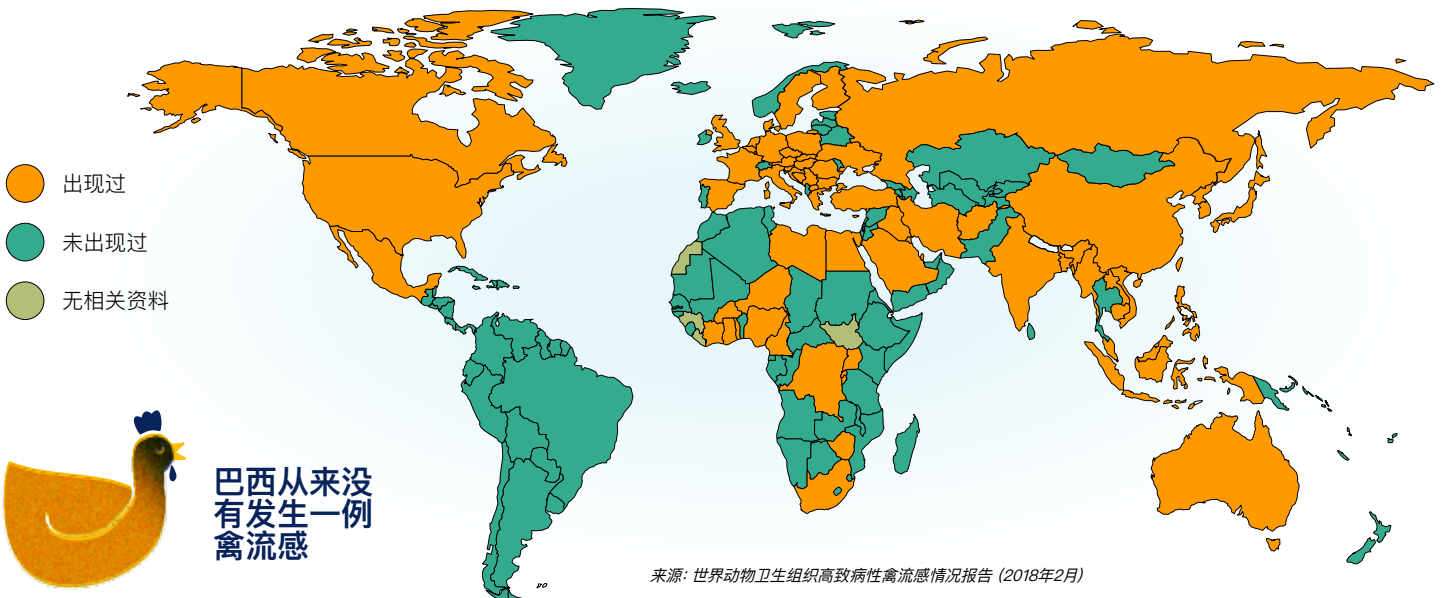 出现过
未出现过
无相关资料
巴西从来没
有发生一例
禽流感
来源: 世界动物卫生组织高致病性禽流感情况报告 (2018年2月)